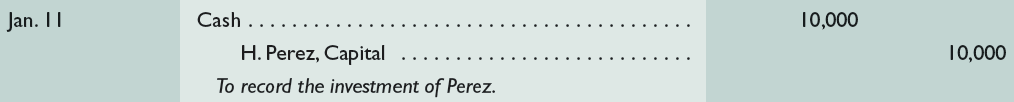 Jan. 11 Cash . . . . . . . . . . . . . . . . . . . . . . . . . . . . . . . . . . . . . . . . . . 10,000
H. Perez, Capital . . . . . . . . . . . . . . . . . . . . . . . . . . . 10,000
To record the investment of Perez.